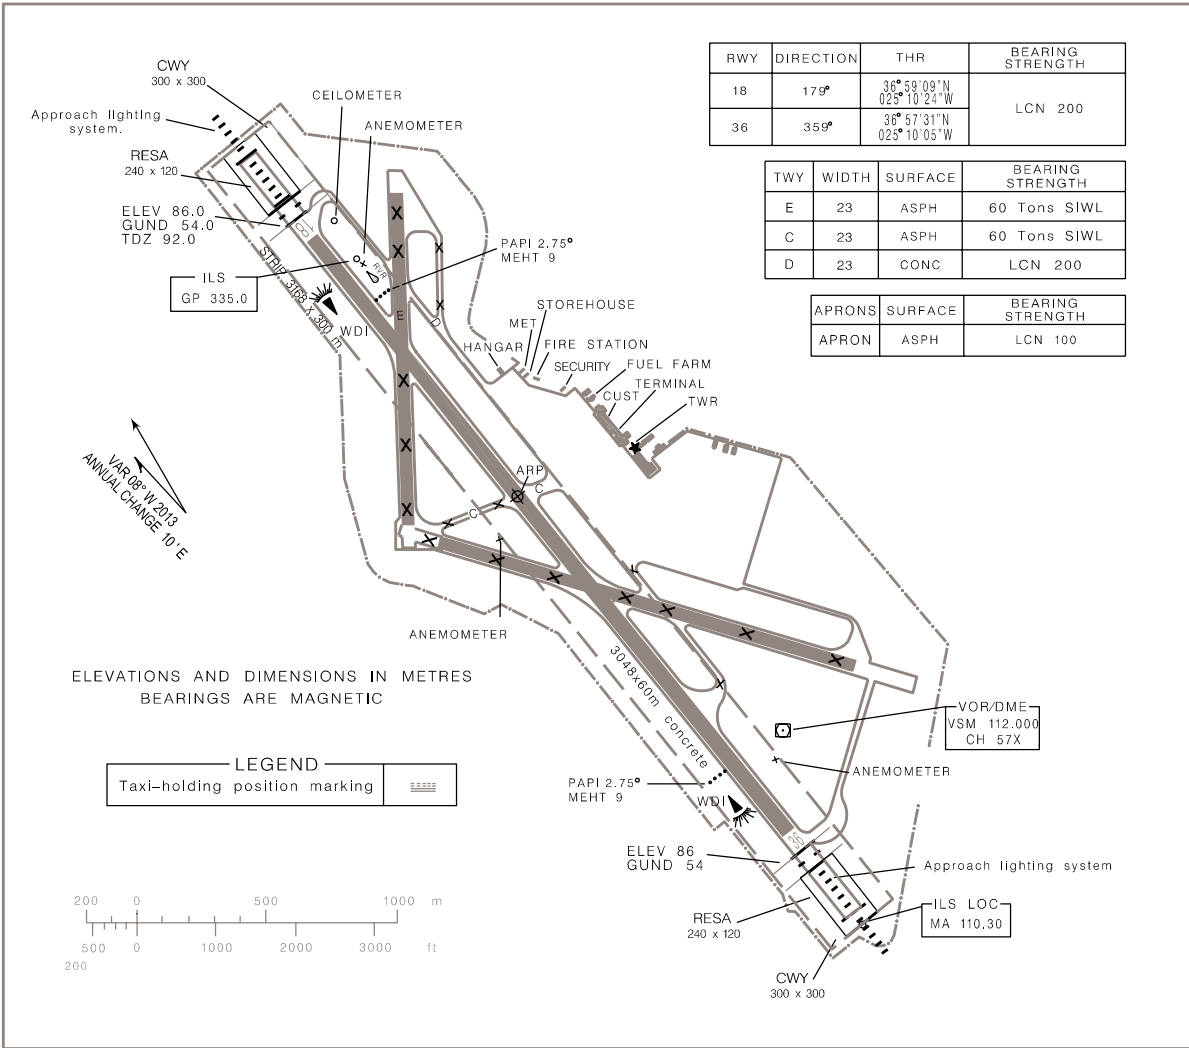 CWY
300 x 300
CEILOMETER
ANEMOMETER
Approach lighting
system.
RESA
240 x 120
ELEV 86.0
GUND 54.0
TDZ 92.0
ILS
GP 335.0
STRIP 3168 x 300 m
18
RVR
PAPI 2.75°
MEHT 9
WDI
E
D
RWY DIRECTION THR BEARING STRENGTH
18 179° 36° 59'09"N 025° 10'24"W LCN 200
36 359° 36° 57'31"N 025° 10'05"W
TWY WIDTH SURFACE BEARING STRENGTH
E 23 ASPH 60 Tons SIWL
C 23 ASPH 60 Tons SIWL
D 23 CONC LCN 200
APRONS SURFACE BEARING STRENGTH
APRON ASPH LCN 100
STOREHOUSE
MET
HANGAR
FIRE STATION
SECURITY
FUEL FARM
TERMINAL
CUST
TWR
VAR 08° W 2013
ANNUAL CHANGE 10'E
ARP
C
C
ANEMOMETER
ELEVATIONS AND DIMENSIONS IN METRES
BEARINGS ARE MAGNETIC
3048x60m concrete
VOR/DME
VSM 112.000
CH 57X
ANEMOMETER
LEGEND
Taxi-holding position marking
PAPI 2.75°
MEHT 9
WDI
36
ELEV 86
GUND 54
Approach lighting system
ILS LOC
MA 110.30
RESA
240 x 120
CWY
300 x 300
200 0 500 1000 m
500 0 1000 2000 3000 ft
200